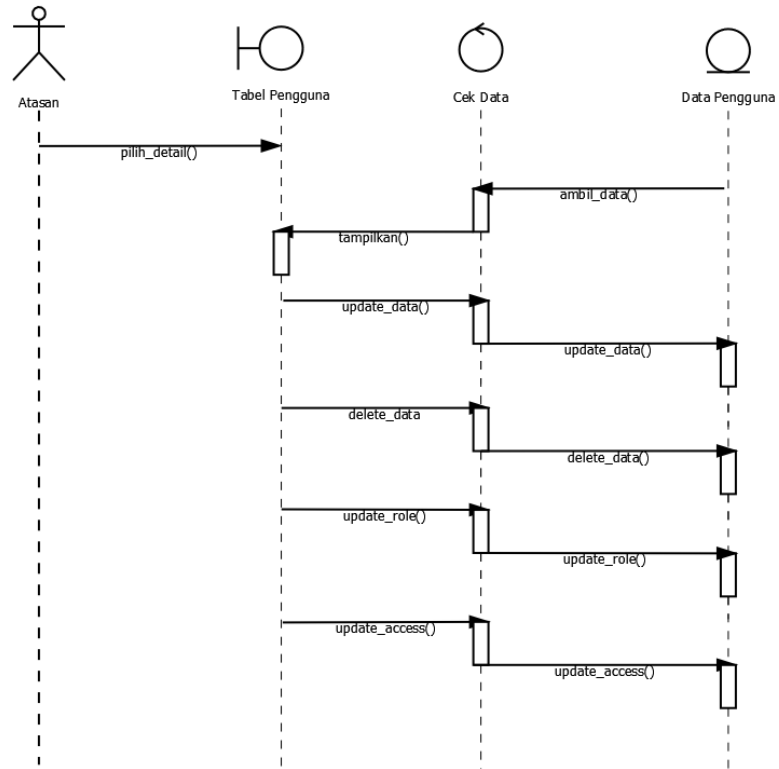 Atasan
Tabel Pengguna
Cek Data
Data Pengguna
pilih_detail()
ambil_data()
tampilkan()
update_data()
update_data()
delete_data
delete_data()
update_role()
update_role()
update_access()
update_access()